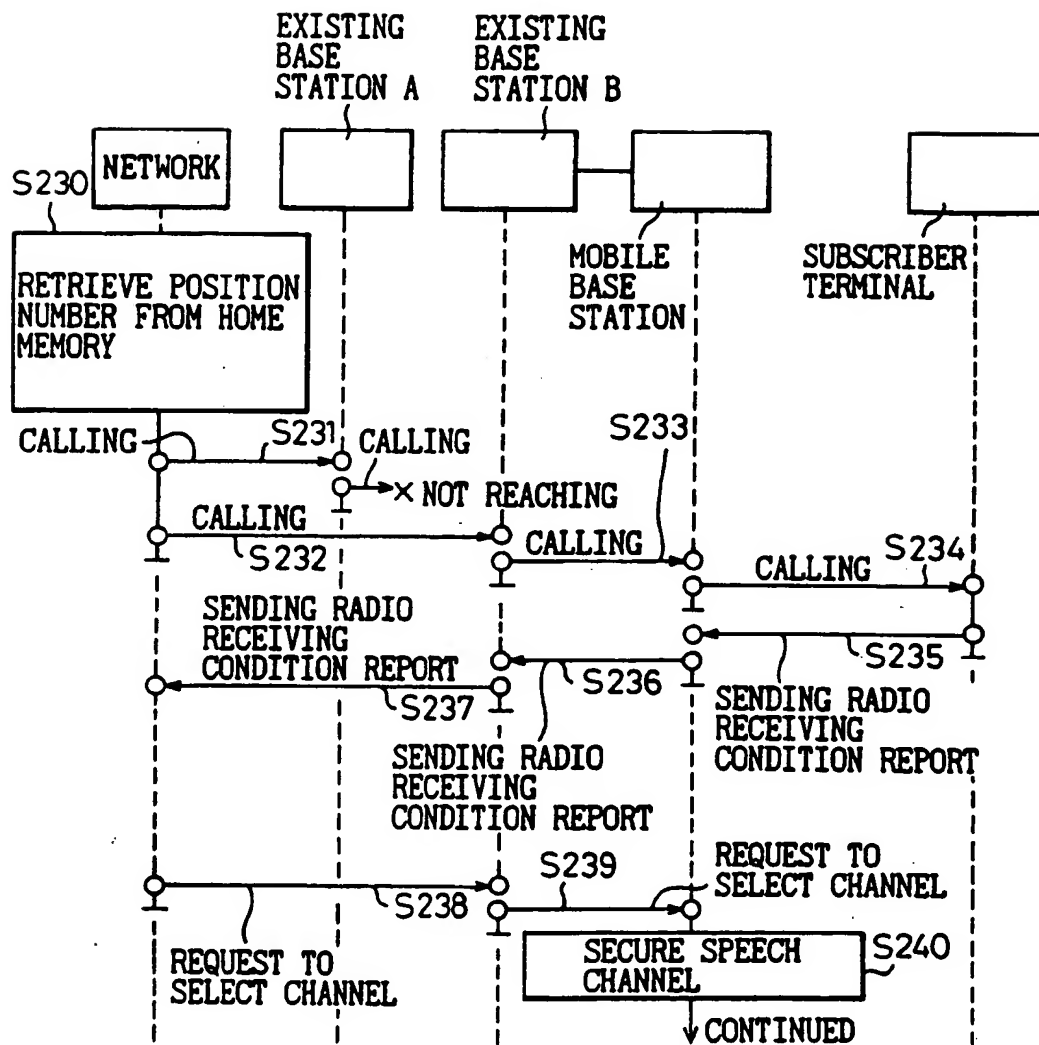 EXISTING
BASE
STATION A
EXISTING
BASE
STATION B
NETWORK
S230
MOBILE
BASE
STATION
SUBSCRIBER
TERMINAL
RETRIEVE POSITION
NUMBER FROM HOME
MEMORY
CALLING
S231
CALLING
S233
NOT REACHING
CALLING
S232
CALLING
CALLING
S234
SENDING RADIO
RECEIVING
CONDITION REPORT
S237
S236
S235
SENDING RADIO
RECEIVING
CONDITION REPORT
SENDING RADIO
RECEIVING
CONDITION REPORT
S238
S239
REQUEST TO
SELECT CHANNEL
REQUEST TO
SELECT CHANNEL
SECURE SPEECH
CHANNEL
S240
CONTINUED